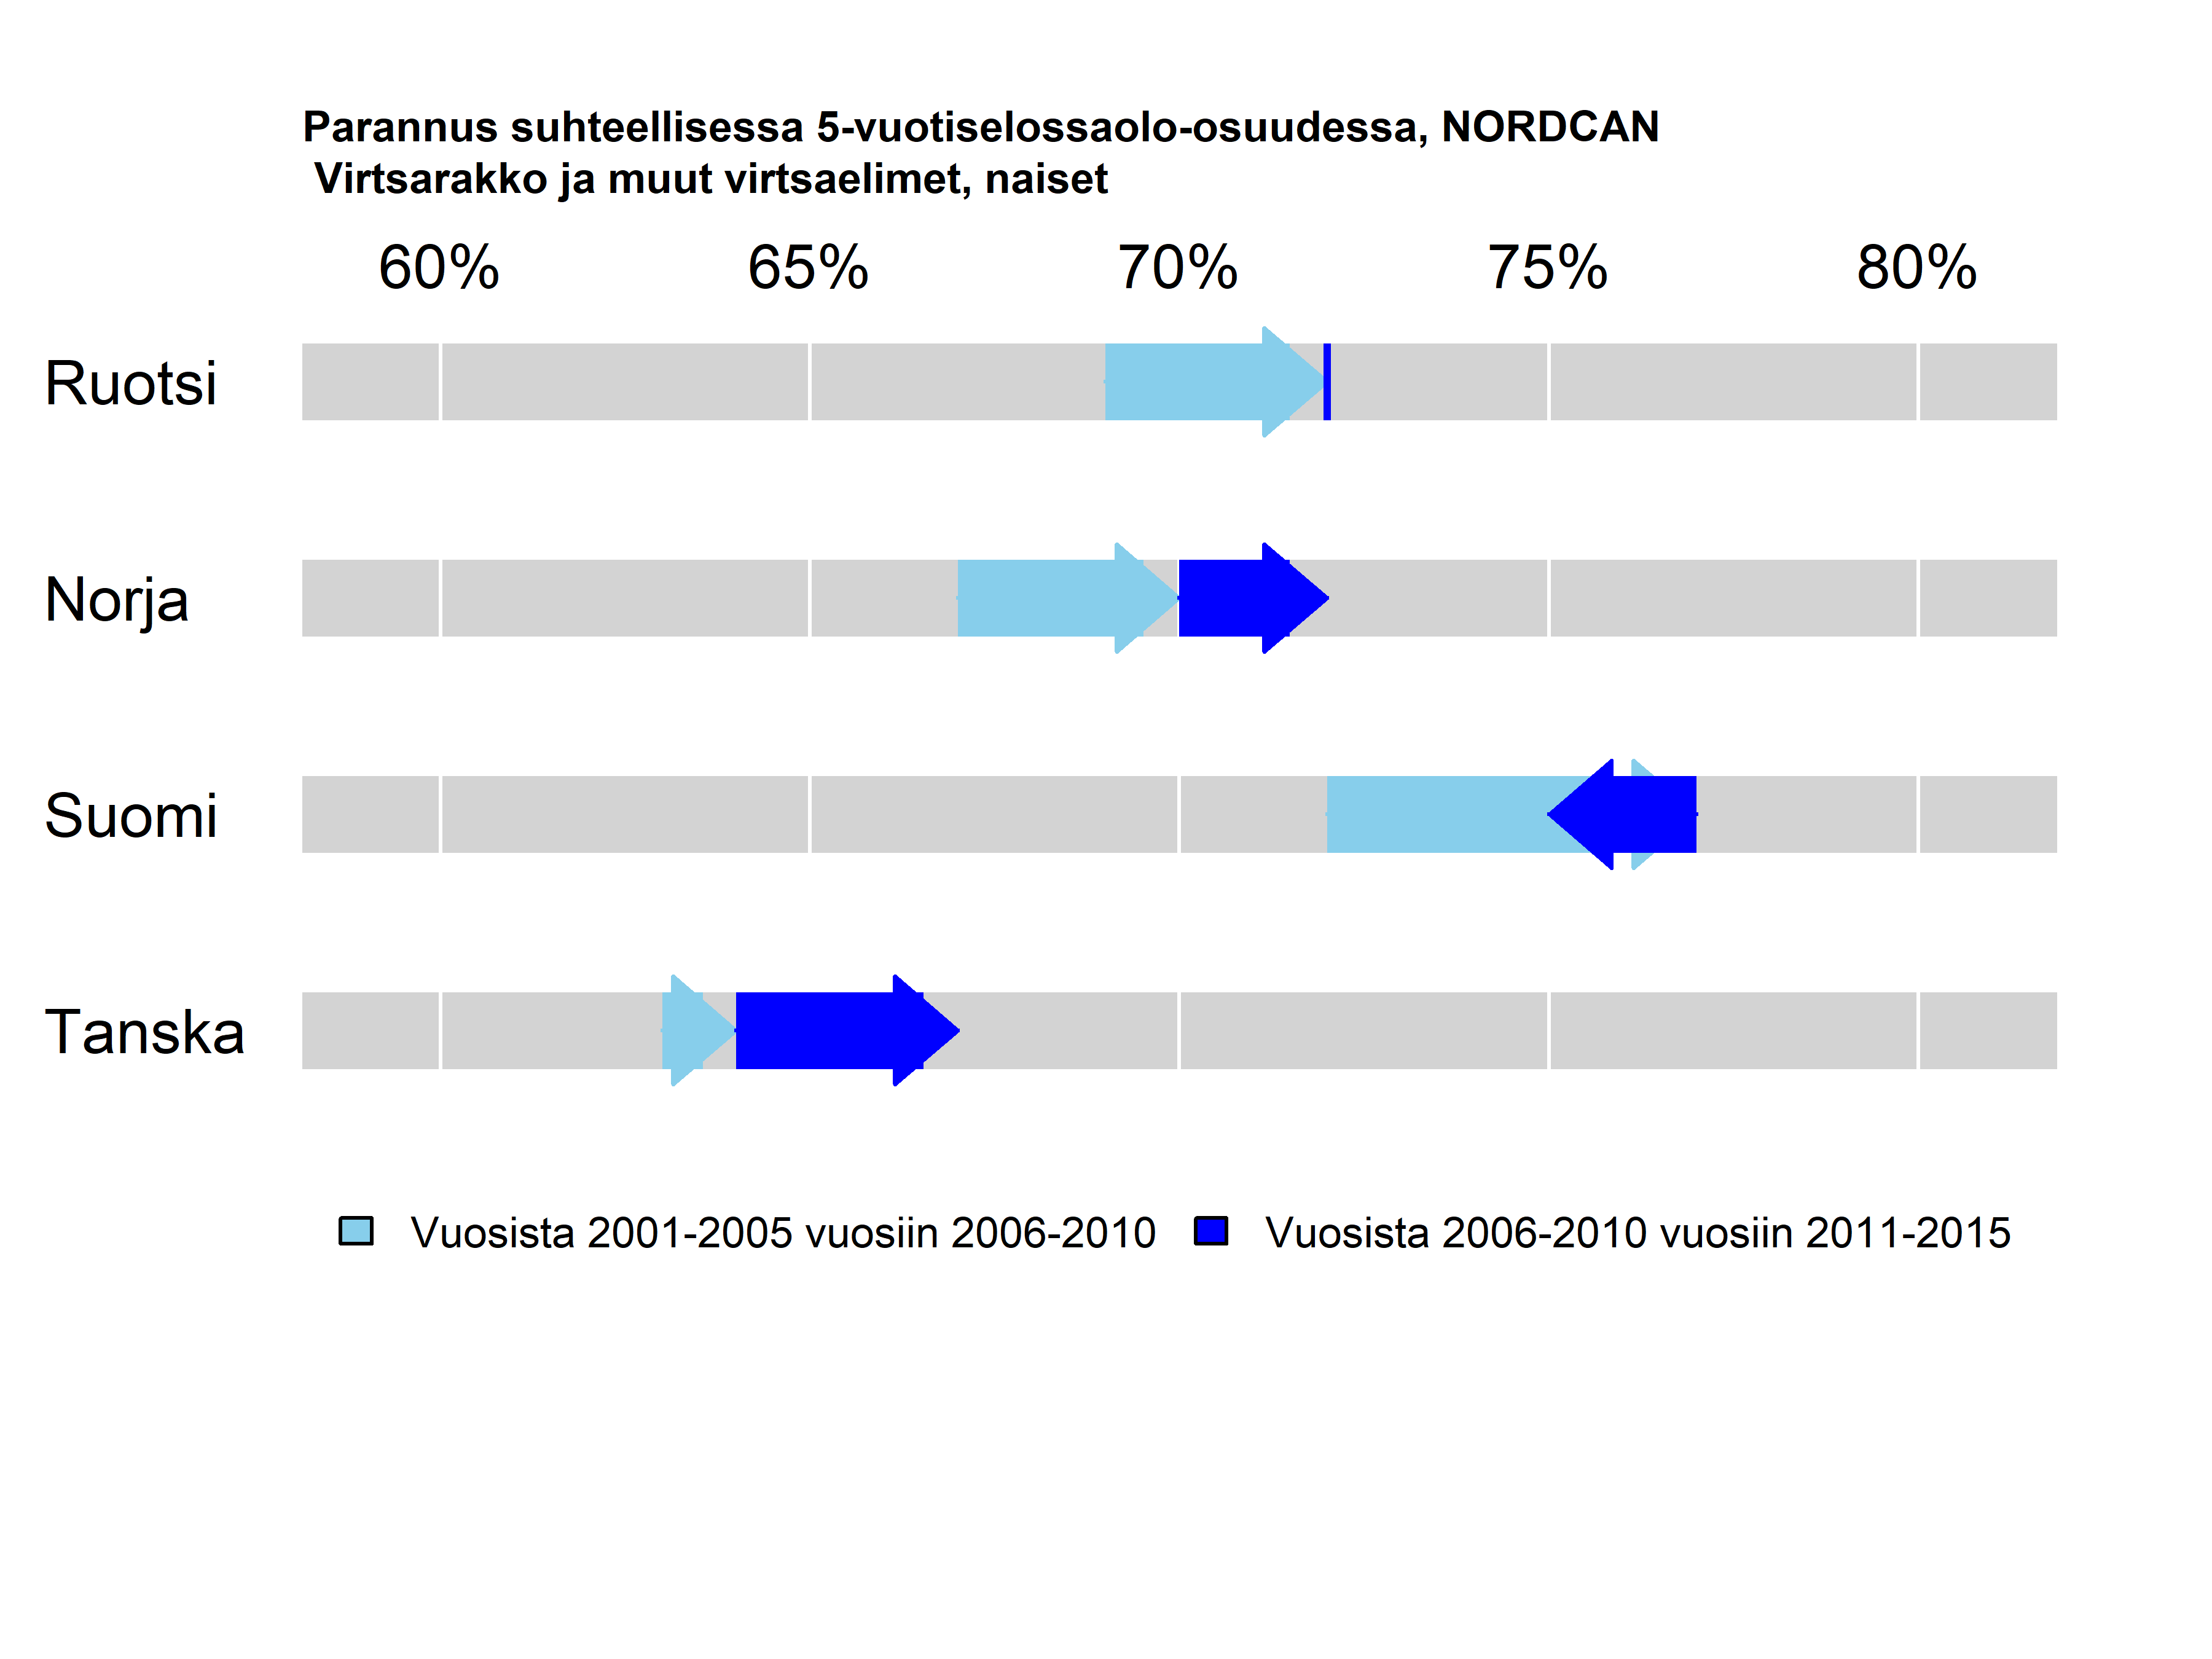 Parannus suhteellisessa 5-vuotiselossaolo-osuudessa, NORDCAN
Virtsarakko ja muut virtsaelimet, naiset
60% 65% 70% 75% 80%
Ruotsi
Norja
Suomi
Tanska
Vuosista 2001-2005 vuosiin 2006-2010 Vuosista 2006-2010 vuosiin 2011-2015